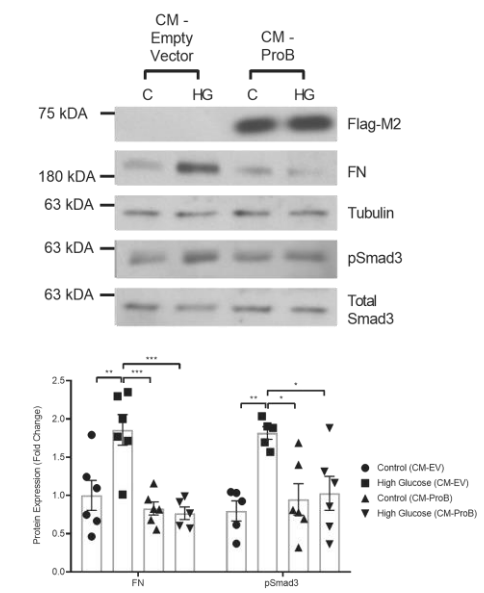 CM -
Empty
Vector
CM -
ProB
C HG C HG
75 kDA
Flag-M2
180 kDA
FN
63 kDA
Tubulin
63 kDA
pSmad3
63 kDA
Total
Smad3
Protein Expression (Fold Change)
2.5
2.0
1.5
1.0
0.5
0.0
** *** ***
** * *
FN pSmad3
Control (CM-EV)
High Glucose (CM-EV)
Control (CM-ProB)
High Glucose (CM-ProB)